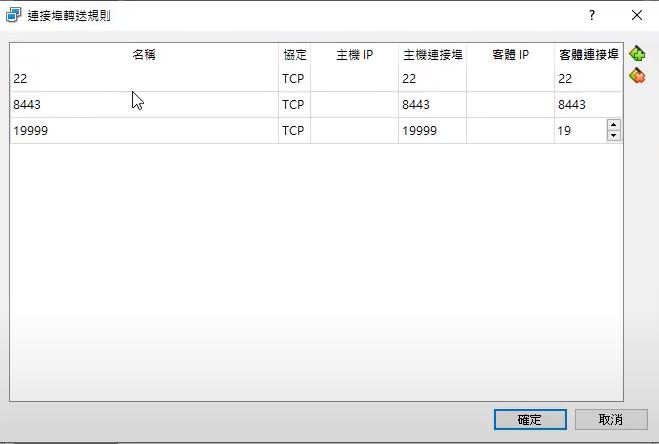 連接埠轉送規則
名稱 協定 主機 IP 主機連接埠 客體 IP 客體連接埠
22 TCP 22 22
8443 TCP 8443 8443
19999 TCP 19999 19
確定 取消